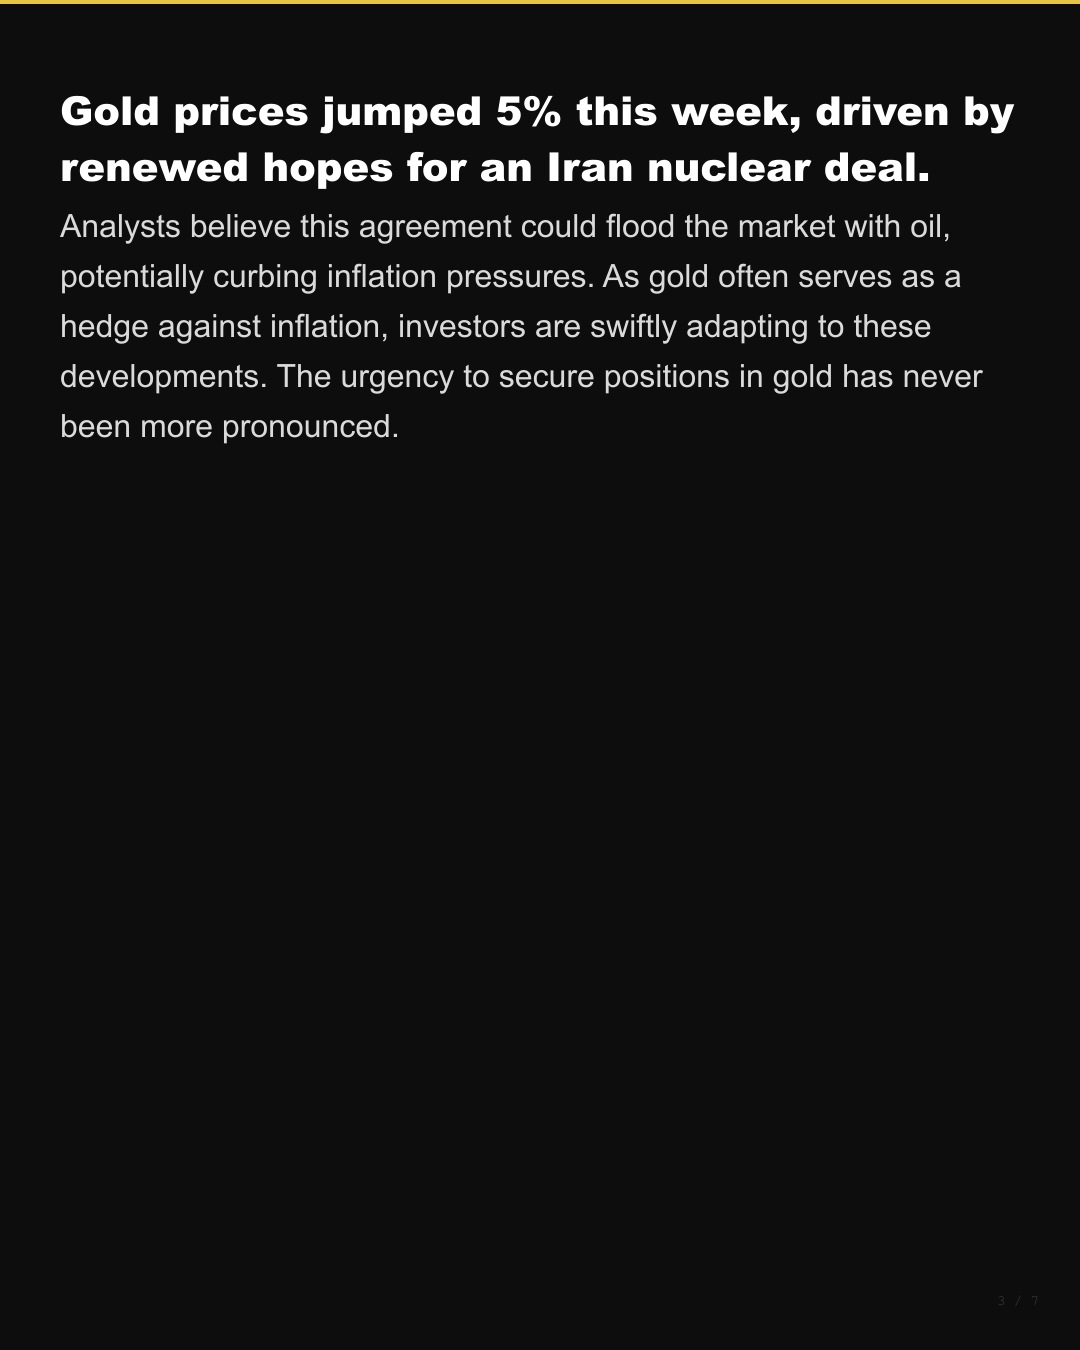 Gold prices jumped 5% this week, driven by
renewed hopes for an Iran nuclear deal.
Analysts believe this agreement could flood the market with oil,
potentially curbing inflation pressures. As gold often serves as a
hedge against inflation, investors are swiftly adapting to these
developments. The urgency to secure positions in gold has never
been more pronounced.
3 / 7